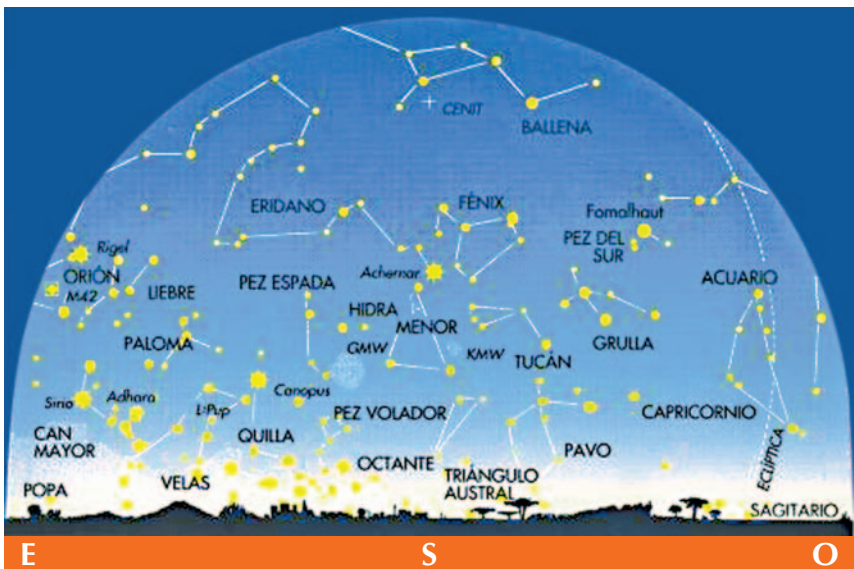 CENIT
BALLENA
ERIDANO
FÉNIX
Fomalhaut
PEZ DEL
SUR
Rigel
ORIÓN
M42
LIEBRE
PEZ ESPADA
Achernar
ACUARIO
HIDRA
MENOR
PALOMA
GMW
KMW
TUCÁN
GRULLA
Sirio
Adhara
L2Pup
Canopus
PEZ VOLADOR
CAPRICORNIO
CAN
MAYOR
QUILLA
OCTANTE
TRIÁNGULO
AUSTRAL
PAVO
ECLÍPTICA
POPA
VELAS
SAGITARIO
E
S
O